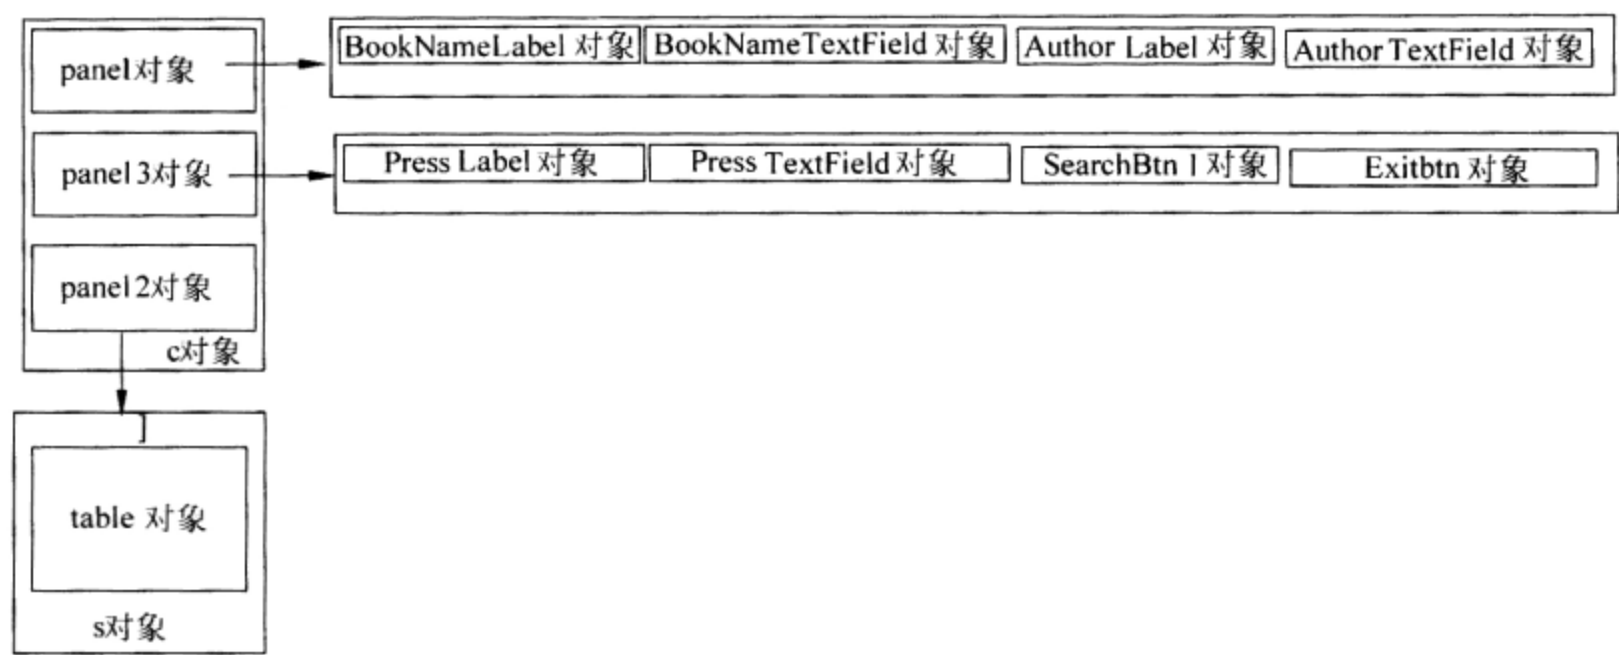 panel对象
BookNameLabel 对象
BookNameTextField 对象
Author Label 对象
Author TextField 对象
panel 3对象
Press Label 对象
Press TextField 对象
SearchBtn 1 对象
Exitbtn 对象
panel 2对象
c对象
table 对象
s对象